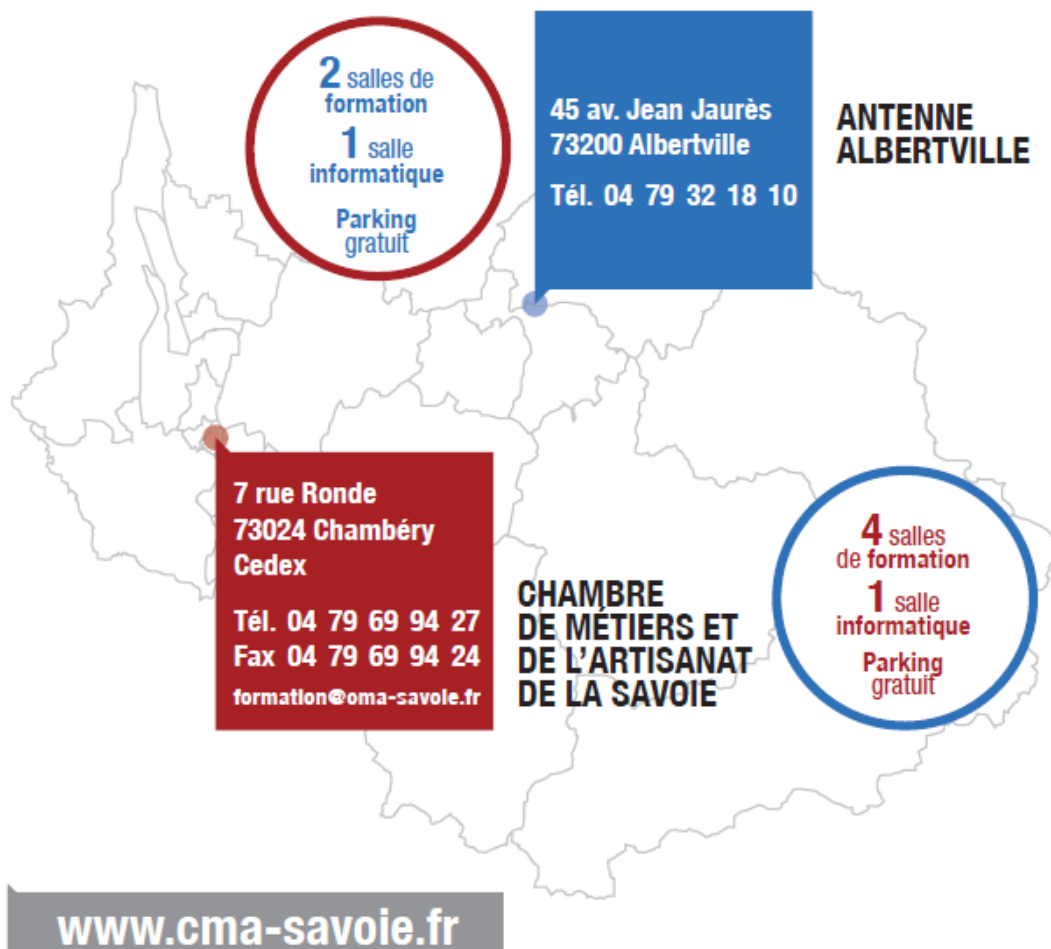 2 salles de
formation
1 salle
informatique
Parking
gratuit
45 av. Jean Jaurès
73200 Albertville
Tél. 04 79 32 18 10
ANTENNE
ALBERTVILLE
7 rue Ronde
73024 Chambéry
Cedex
Tél. 04 79 69 94 27
Fax 04 79 69 94 24
formation@oma-savoie.fr
CHAMBRE
DE MÉTIERS ET
DE L'ARTISANAT
DE LA SAVOIE
4 salles
de formation
1 salle
informatique
Parking
gratuit
www.cma-savoie.fr